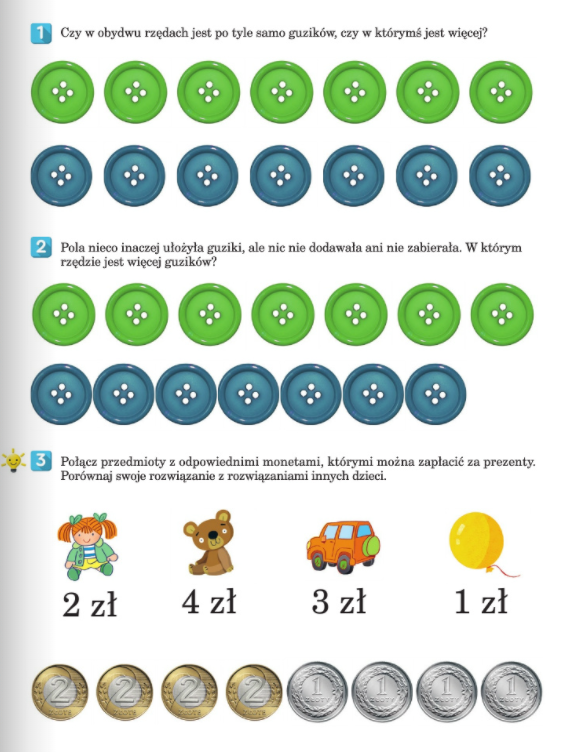 1 Czy w obydwu rzędach jest po tyle samo guzików, czy w którymś jest więcej?
2 Pola nieco inaczej ułożyła guziki, ale nic nie dodawała ani nie zabierała. W którym
rzędzie jest więcej guzików?
3 Połącz przedmioty z odpowiednimi monetami, którymi można zapłacić za prezenty.
Porównaj swoje rozwiązanie z rozwiązaniami innych dzieci.
2 zł 4 zł 3 zł 1 zł
2 2 2 2 1 1 1 1